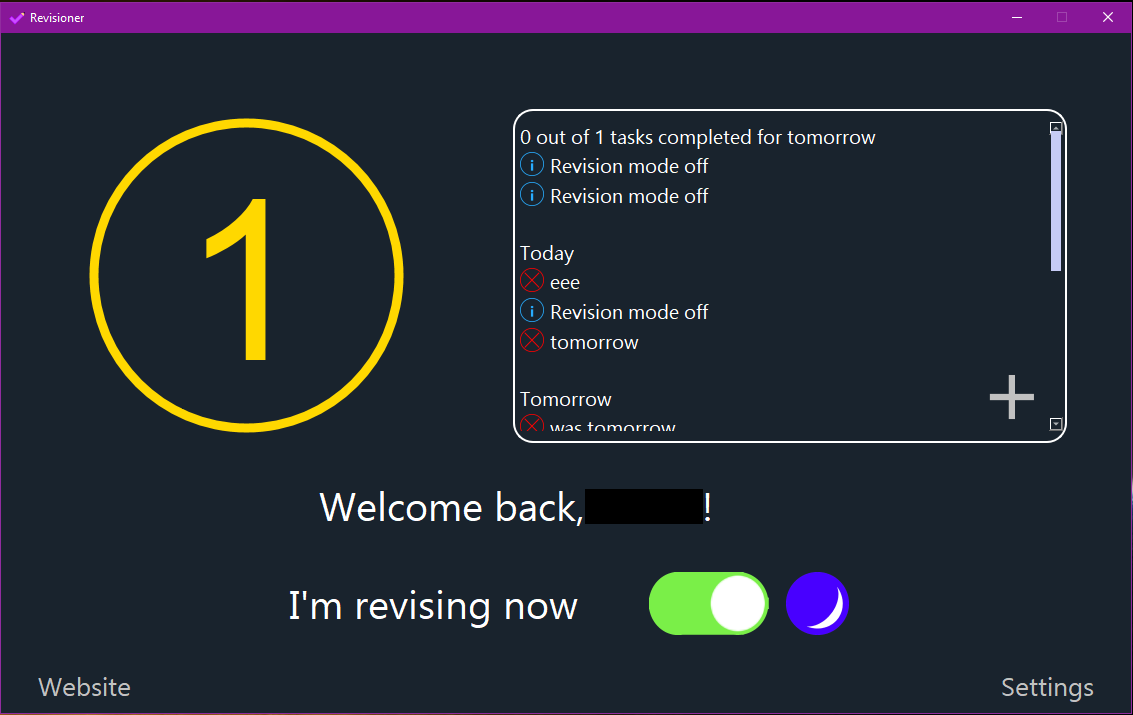 Revisioner
1
0 out of 1 tasks completed for tomorrow
Revision mode off
Revision mode off
Today
eee
Revision mode off
tomorrow
Tomorrow
was tomorrow
Welcome back, !
I'm revising now
Website
Settings